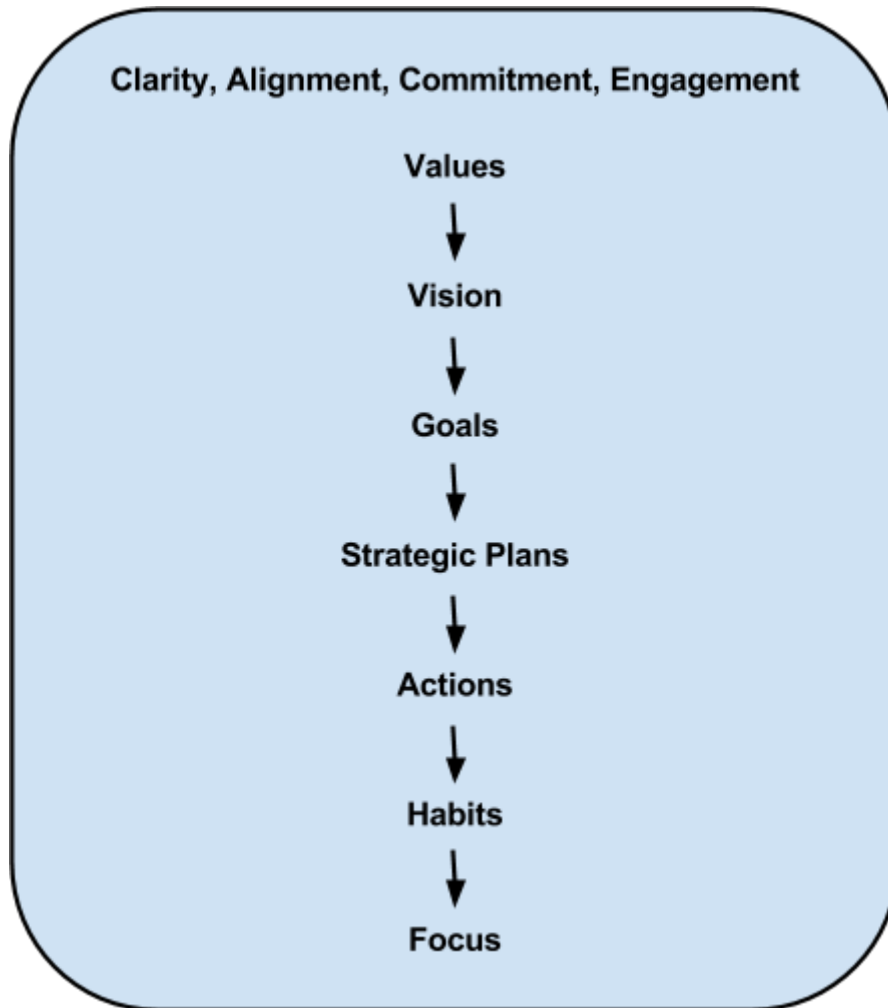 Clarity, Alignment, Commitment, Engagement
Values
Vision
Goals
Strategic Plans
Actions
Habits
Focus